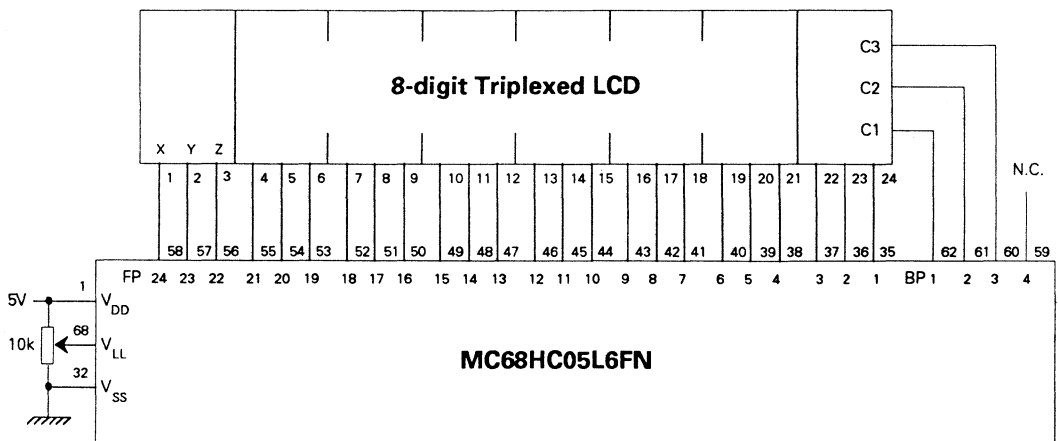 C3
8-digit Triplexed LCD
C2
C1
X Y Z
1 2 3 4 5 6 7 8 9 10 11 12 13 14 15 16 17 18 19 20 21 22 23 24
N.C.
58 57 56 55 54 53 52 51 50 49 48 47 46 45 44 43 42 41 40 39 38 37 36 35 62 61 60 59
FP 24 23 22 21 20 19 18 17 16 15 14 13 12 11 10 9 8 7 6 5 4 3 2 1 BP 1 2 3 4
1
5V VDD
68
10k VLL
MC68HC05L6FN
32
VSS